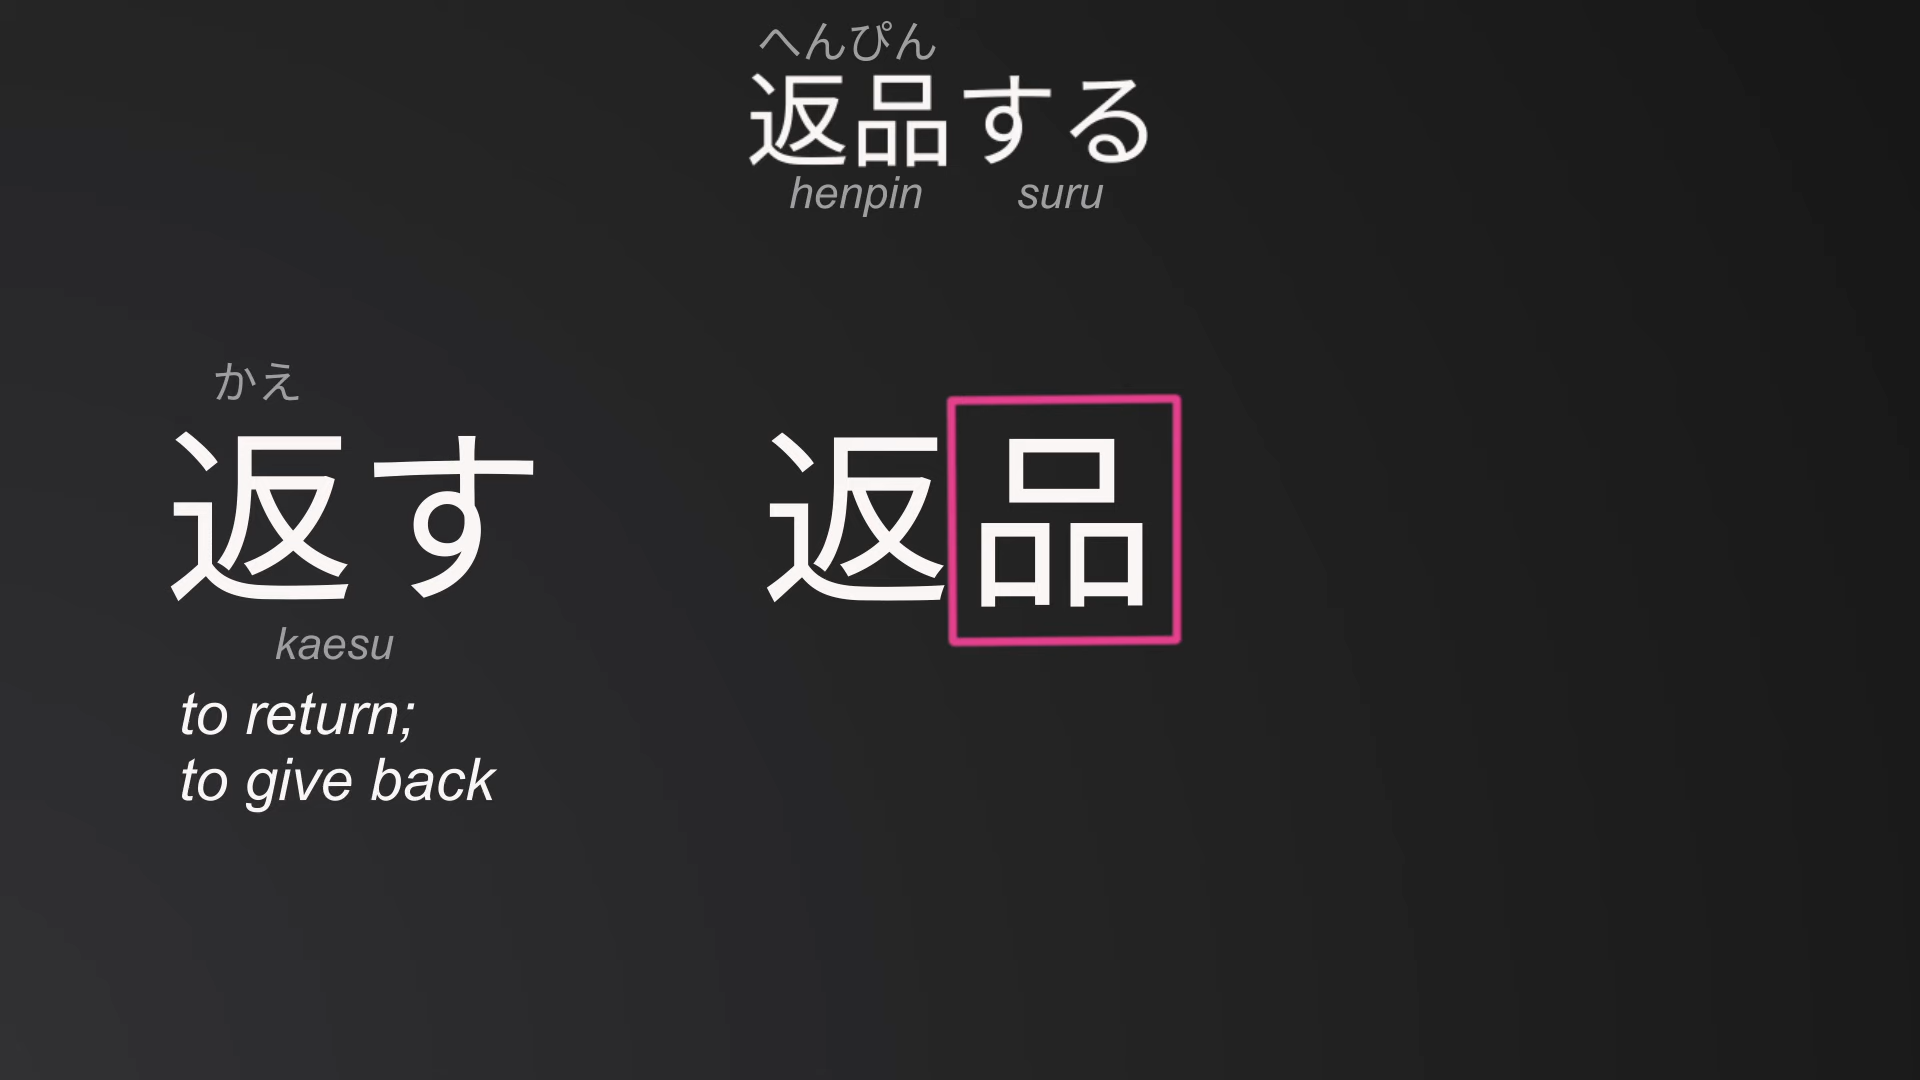 へんぴん
返品する
henpin suru
かえ
返す
kaesu
to return;
to give back
返品